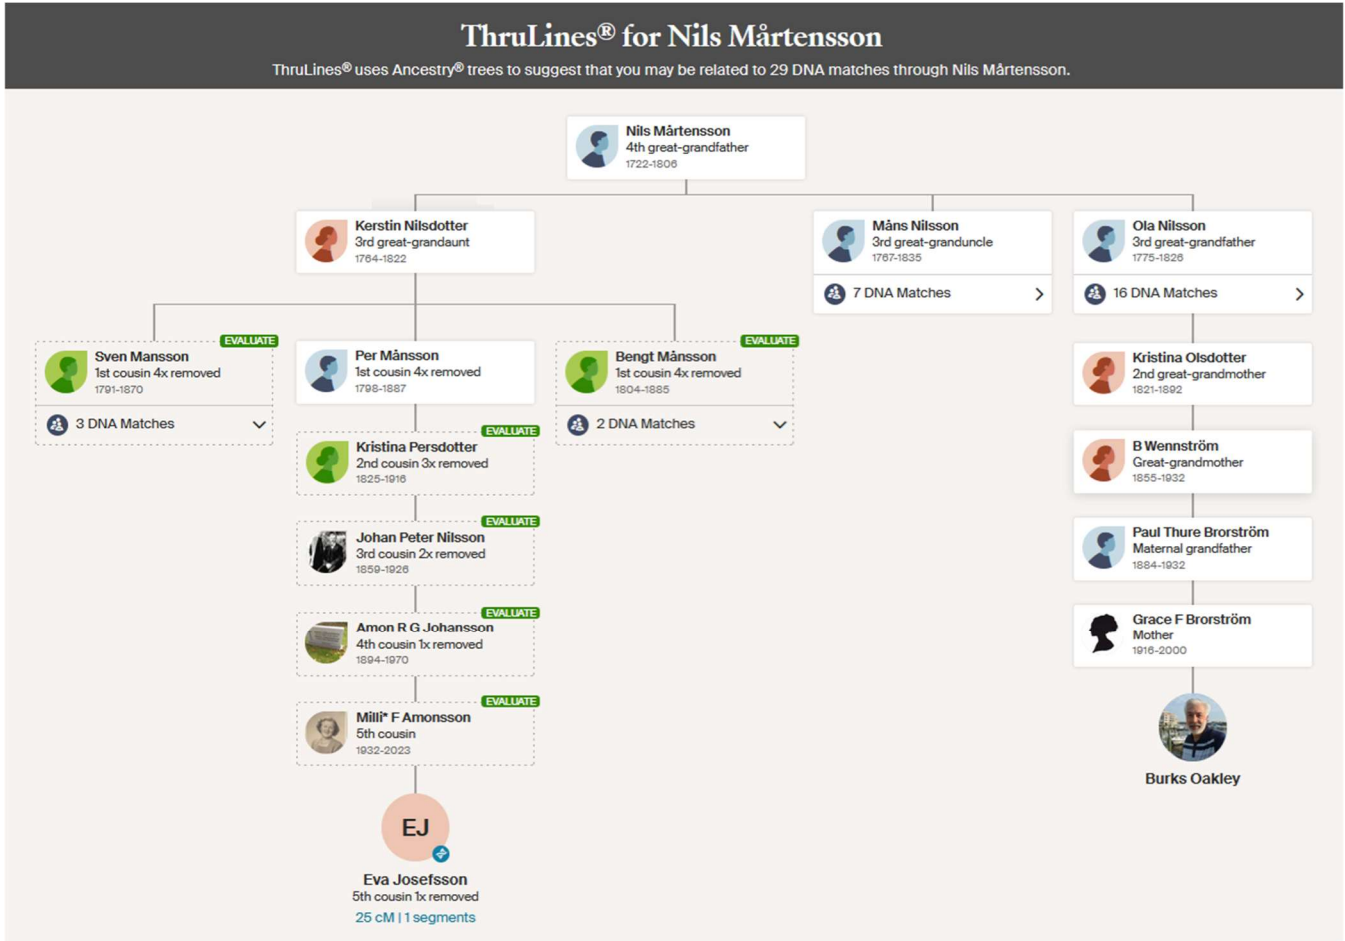 ThruLines® for Nils Mårtensson
ThruLines® uses Ancestry® trees to suggest that you may be related to 29 DNA matches through Nils Mårtensson.
Nils Mårtensson
4th great-grandfather
1722-1806
Kerstin Nilsdotter
3rd great-grandaunt
1764-1822
Måns Nilsson
3rd great-granduncle
1767-1835
7 DNA Matches
Ola Nilsson
3rd great-grandfather
1775-1826
16 DNA Matches
EVALUATE
Sven Mansson
1st cousin 4x removed
1791-1870
3 DNA Matches
Per Månsson
1st cousin 4x removed
1798-1887
EVALUATE
Bengt Månsson
1st cousin 4x removed
1804-1885
2 DNA Matches
Kristina Olsdotter
2nd great-grandmother
1821-1892
EVALUATE
Kristina Persdotter
2nd cousin 3x removed
1825-1916
B Wennström
Great-grandmother
1855-1932
EVALUATE
Johan Peter Nilsson
3rd cousin 2x removed
1859-1926
Paul Thure Brorström
Maternal grandfather
1884-1932
EVALUATE
Amon R G Johansson
4th cousin 1x removed
1894-1970
Grace F Brorström
Mother
1916-2000
EVALUATE
Milli* F Amonsson
5th cousin
1932-2023
Burks Oakley
EJ
Eva Josefsson
5th cousin 1x removed
25 cM | 1 segments